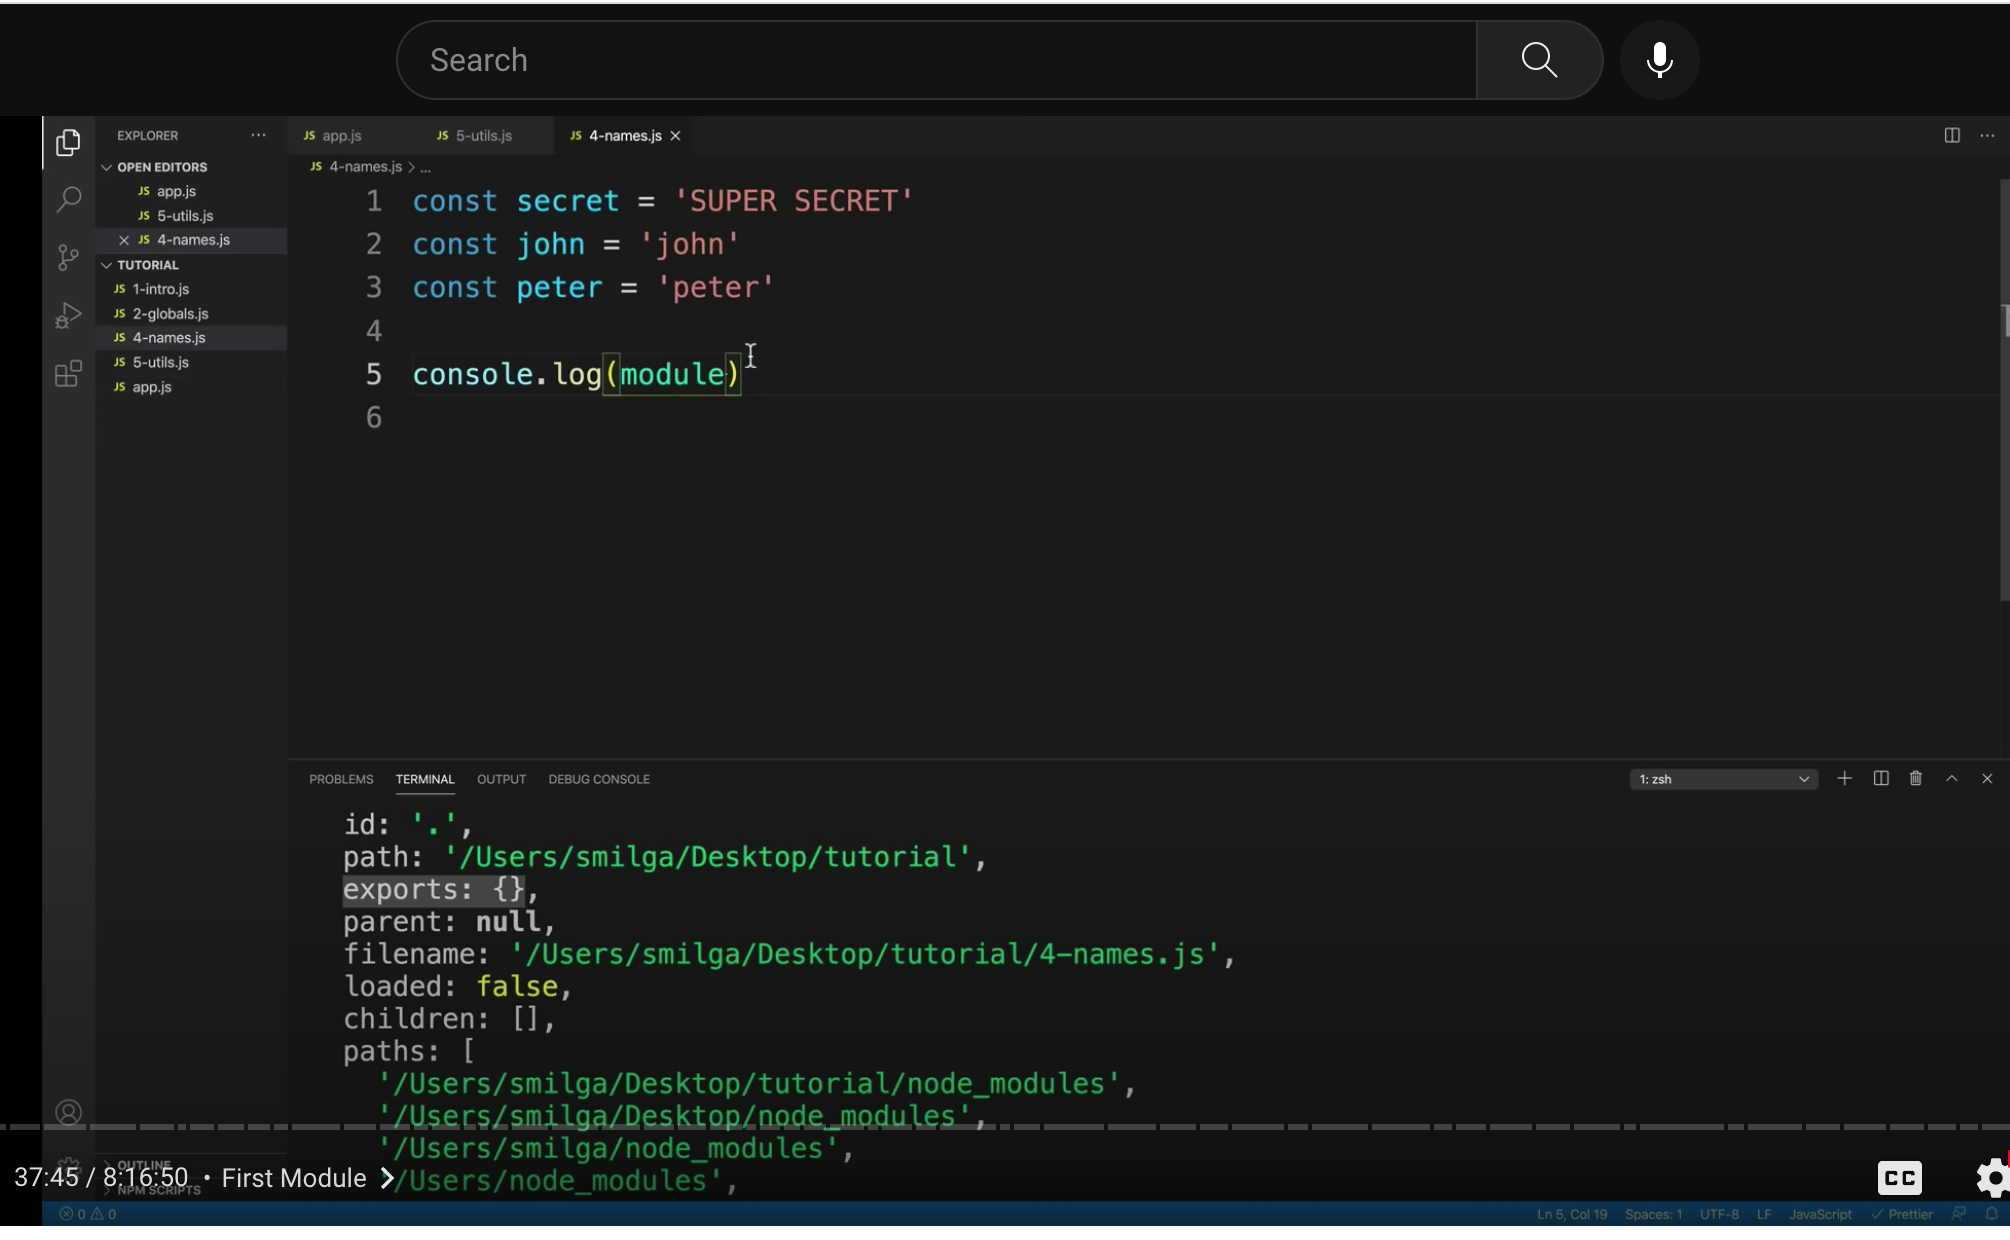 Search
EXPLORER ...
OPEN EDITORS
JS app.js
JS 5-utils.js
JS 4-names.js
TUTORIAL
JS 1-intro.js
JS 2-globals.js
JS 4-names.js
JS 5-utils.js
JS app.js
JS app.js JS 5-utils.js JS 4-names.js
JS 4-names.js > ...
1 const secret = 'SUPER SECRET'
2 const john = 'john'
3 const peter = 'peter'
4
5 console.log(module)
6
PROBLEMS TERMINAL OUTPUT DEBUG CONSOLE 1: zsh
id: '.',
path: '/Users/smilga/Desktop/tutorial',
exports: {},
parent: null,
filename: '/Users/smilga/Desktop/tutorial/4-names.js',
loaded: false,
children: [],
paths: [
'/Users/smilga/Desktop/tutorial/node_modules',
'/Users/smilga/Desktop/node_modules',
'/Users/smilga/node_modules',
'/Users/node_modules',
OUTLINE
NPM SCRIPTS
37:45 / 8:16:50 • First Module
CC
0 0 Ln 5, Col 19 Spaces: 1 UTF-8 LF JavaScript Prettier